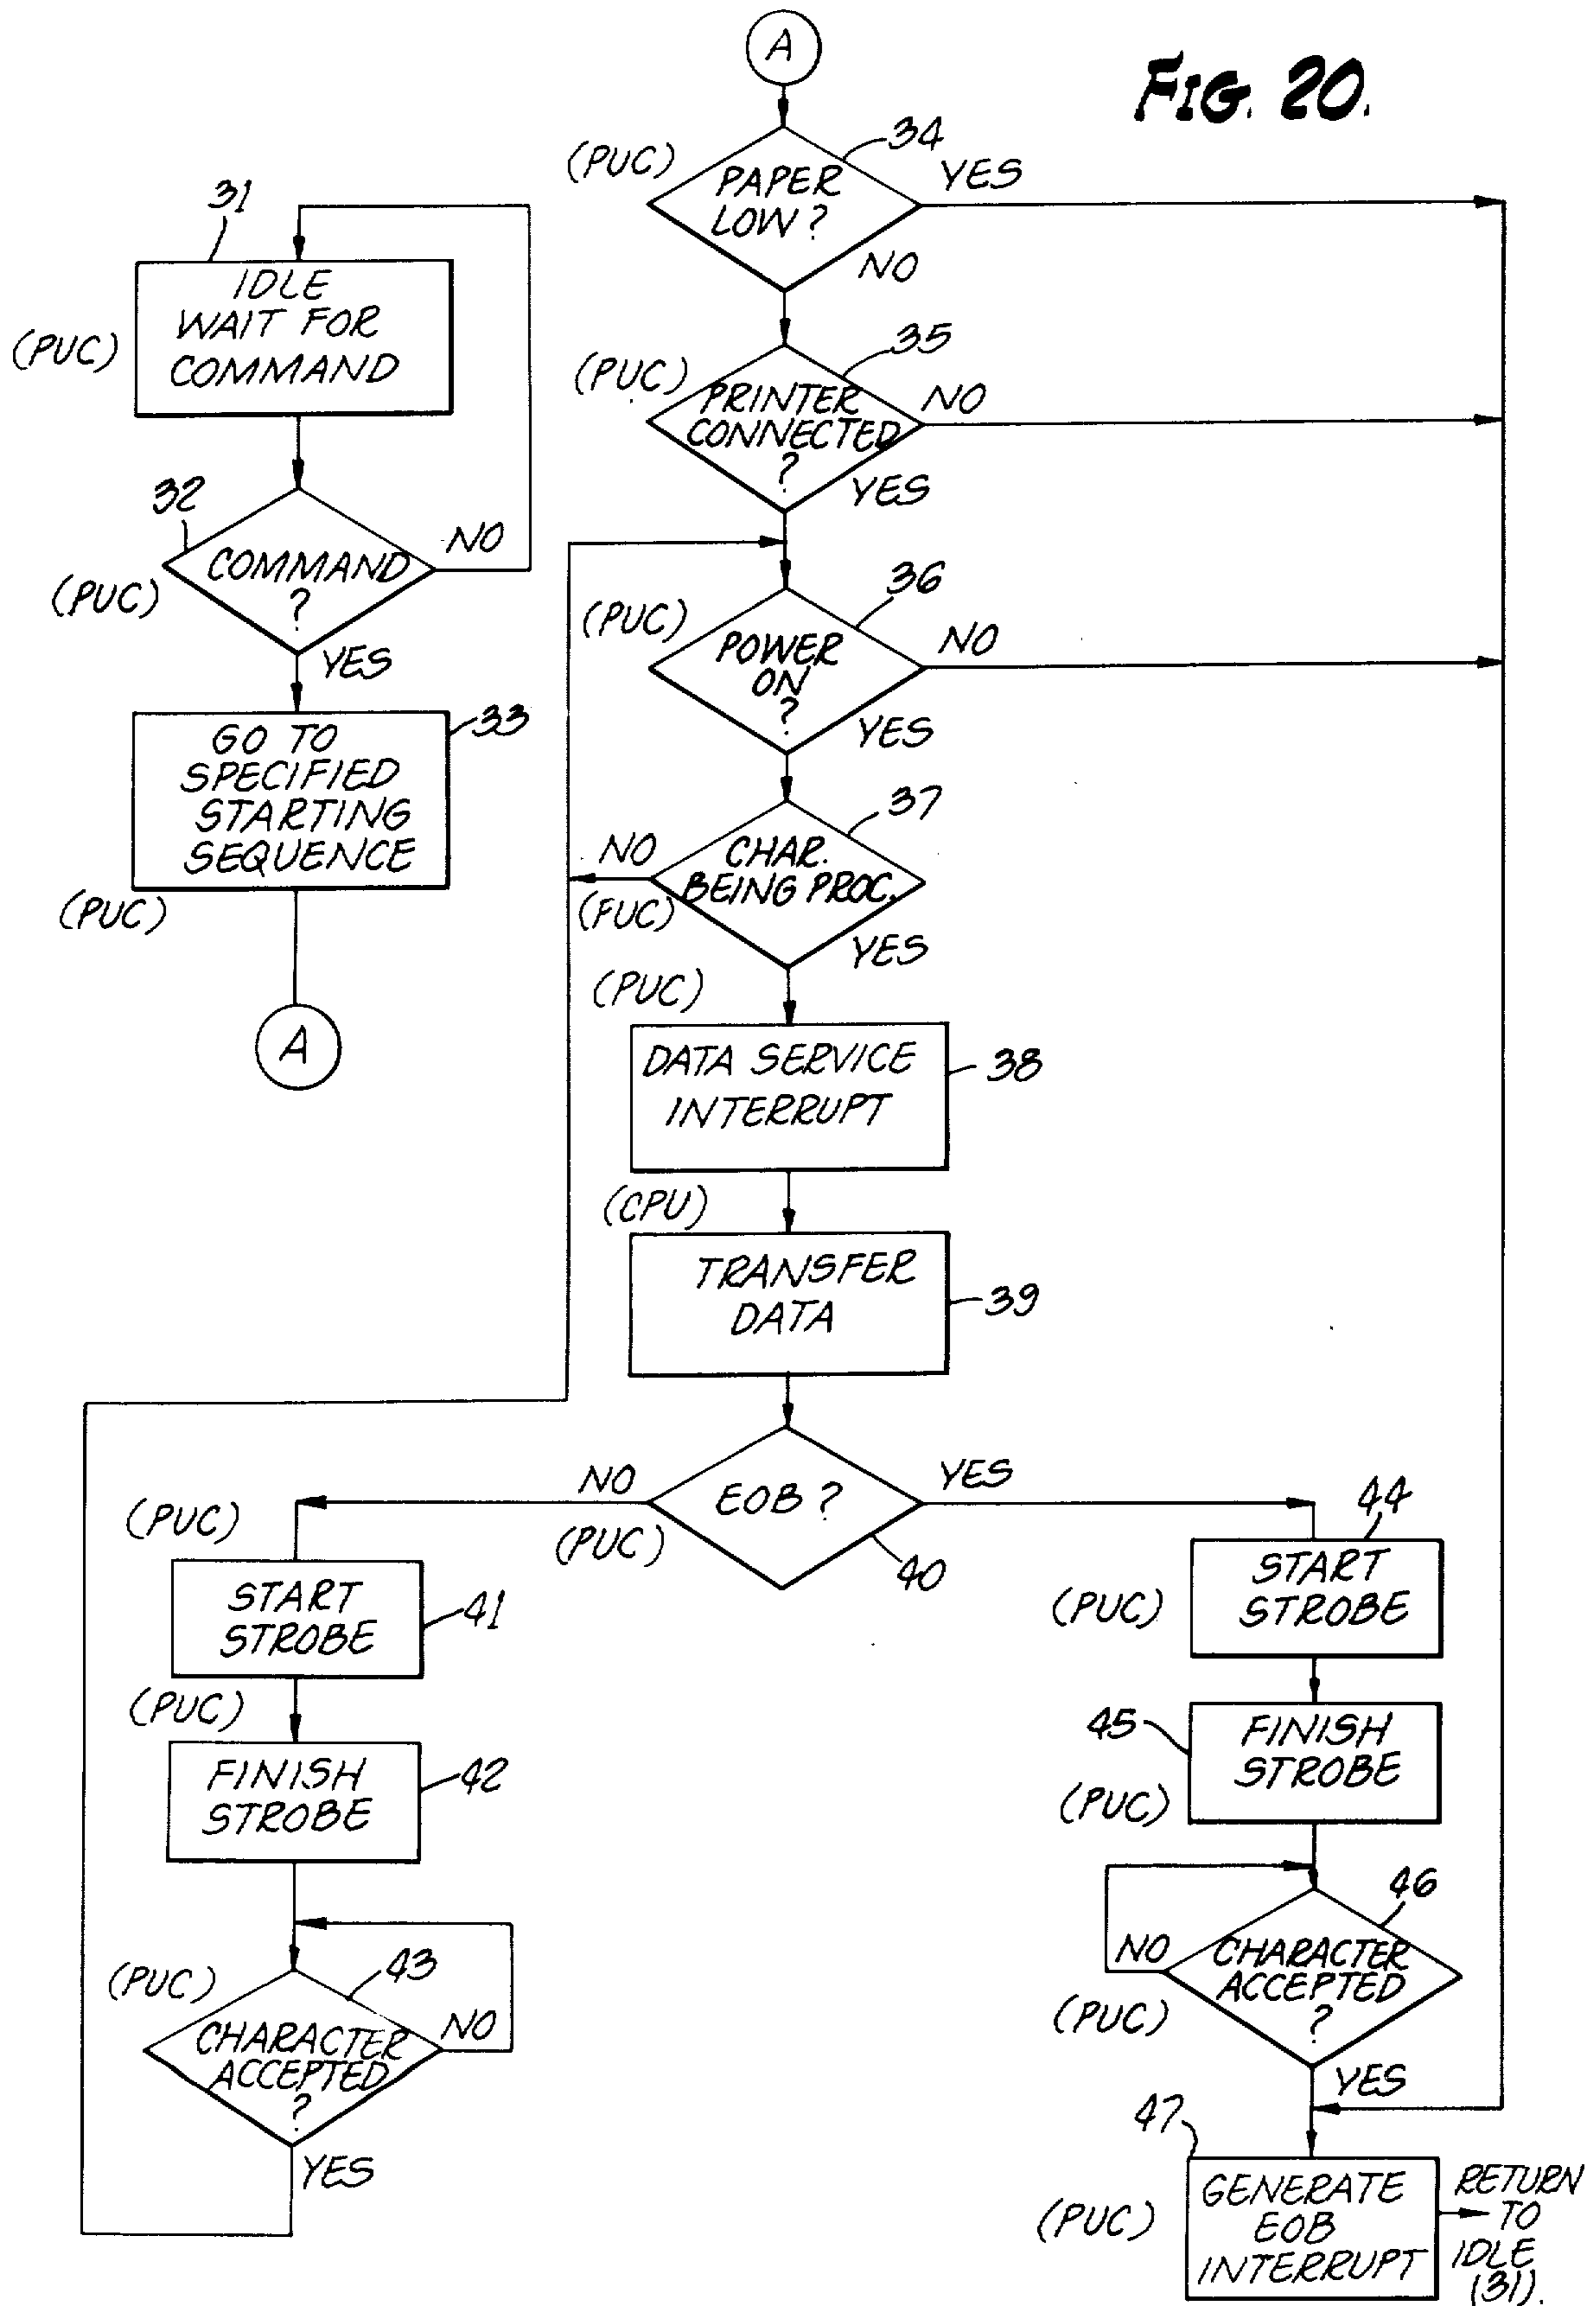 FIG. 20.
31
IDLE
WAIT FOR
COMMAND
(PUC)
32
COMMAND
?
NO
(PUC)
YES
GO TO
SPECIFIED
STARTING
SEQUENCE
33
(PUC)
A
A
34
(PUC)
PAPER
LOW?
YES
NO
35
(PUC)
PRINTER
CONNECTED
?
NO
YES
36
(PUC)
POWER
ON
?
NO
YES
37
NO
CHAR.
BEING PROC.
(FUC)
YES
(PUC)
DATA SERVICE
INTERRUPT
38
(CPU)
TRANSFER
DATA
39
NO
EOB?
YES
(PUC)
40
(PUC)
START
STROBE
41
(PUC)
FINISH
STROBE
42
(PUC)
43
CHARACTER
ACCEPTED
?
NO
YES
44
START
STROBE
(PUC)
45
FINISH
STROBE
(PUC)
46
NO
CHARACTER
ACCEPTED
?
(PUC)
YES
47
GENERATE
EOB
INTERRUPT
(PUC)
RETURN
TO
IDLE
(31).